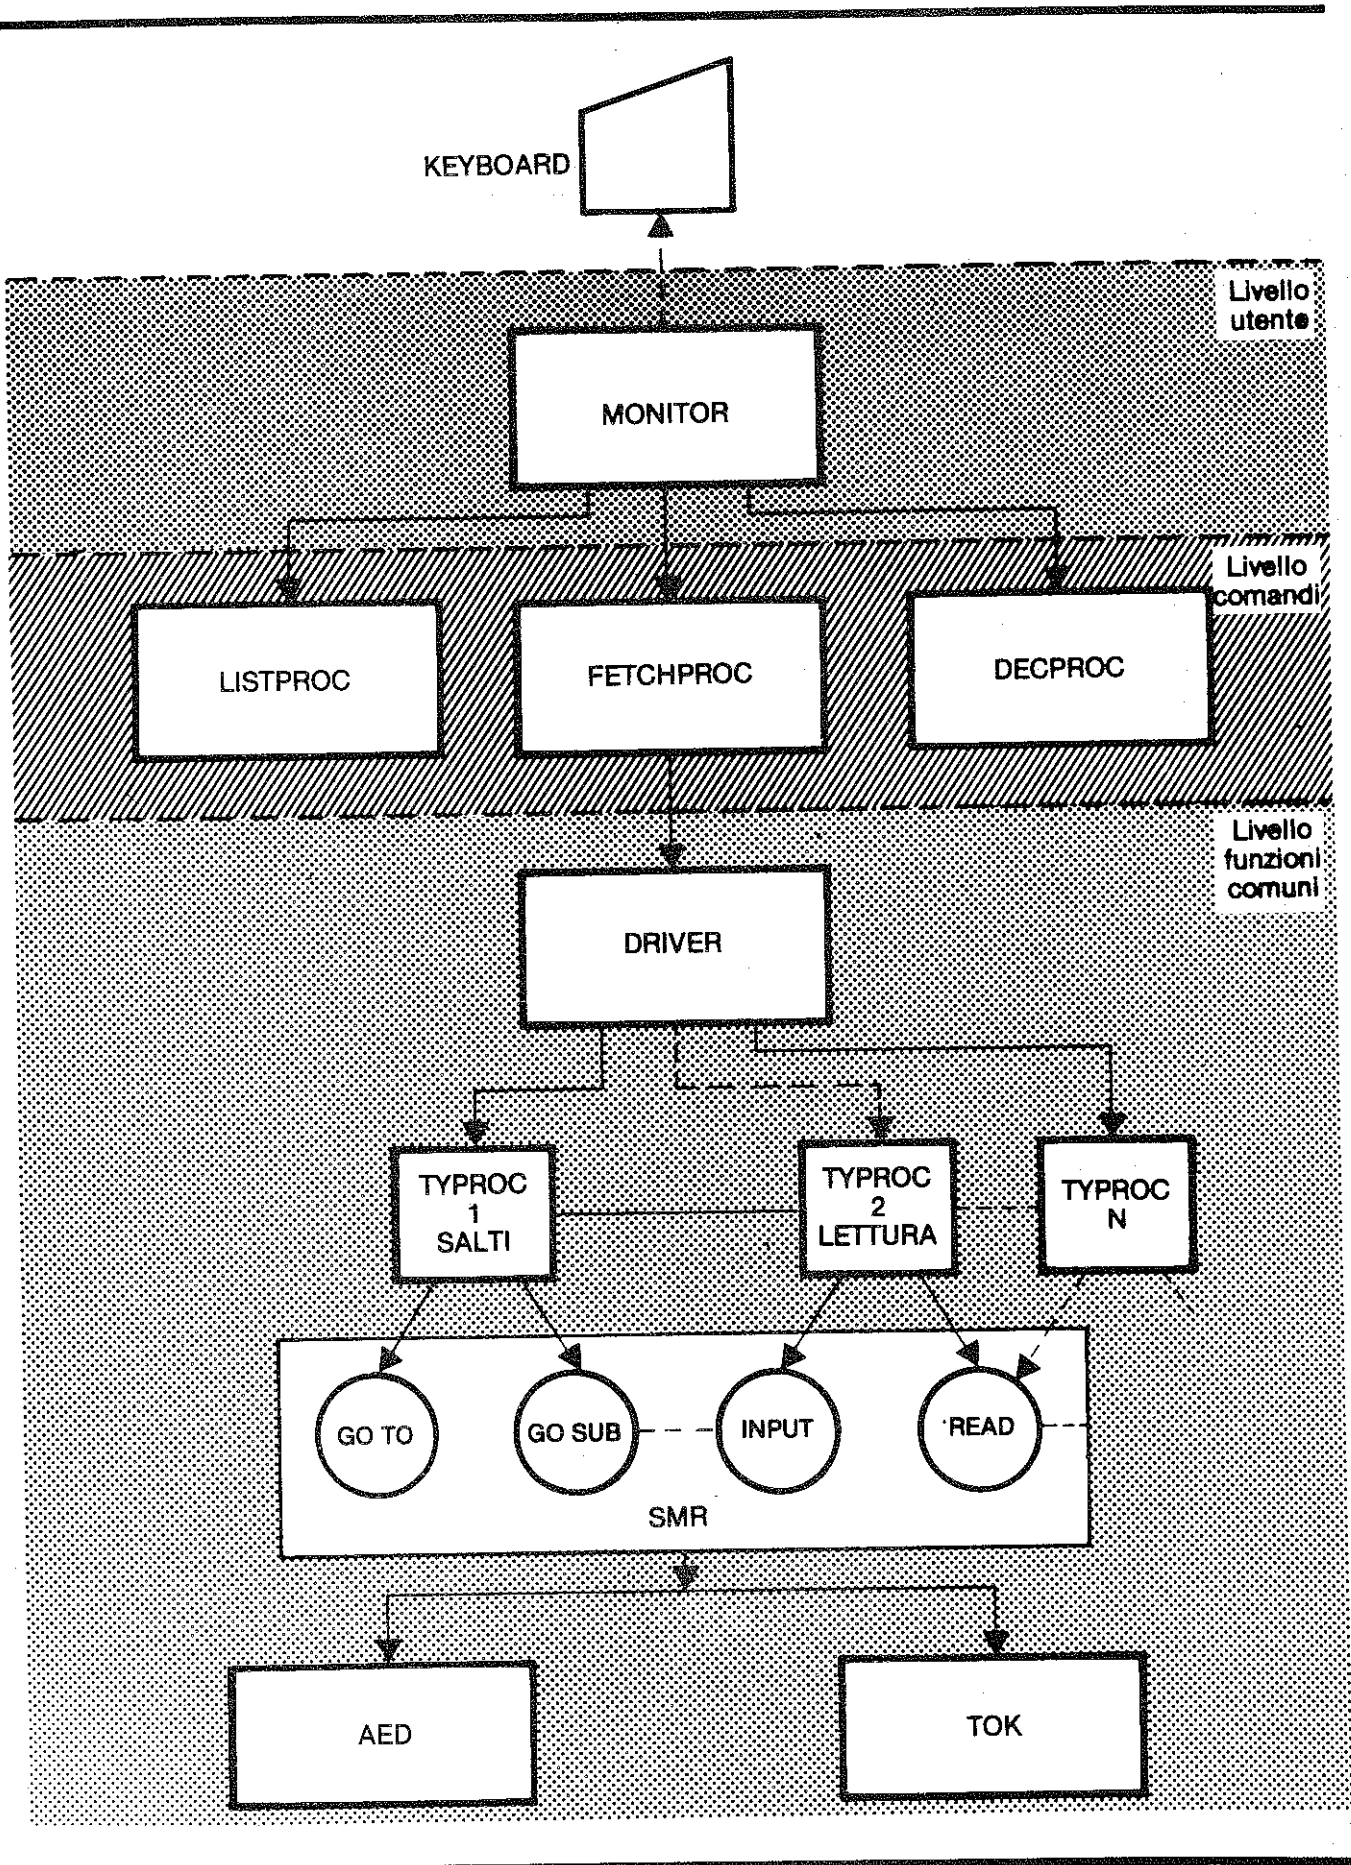 KEYBOARD
Livello
utente
MONITOR
Livello
comandi
LISTPROC
FETCHPROC
DECPROC
Livello
funzioni
comuni
DRIVER
TYPROC
1
SALTI
TYPROC
2
LETTURA
TYPROC
N
GO TO
GO SUB
INPUT
READ
SMR
AED
TOK